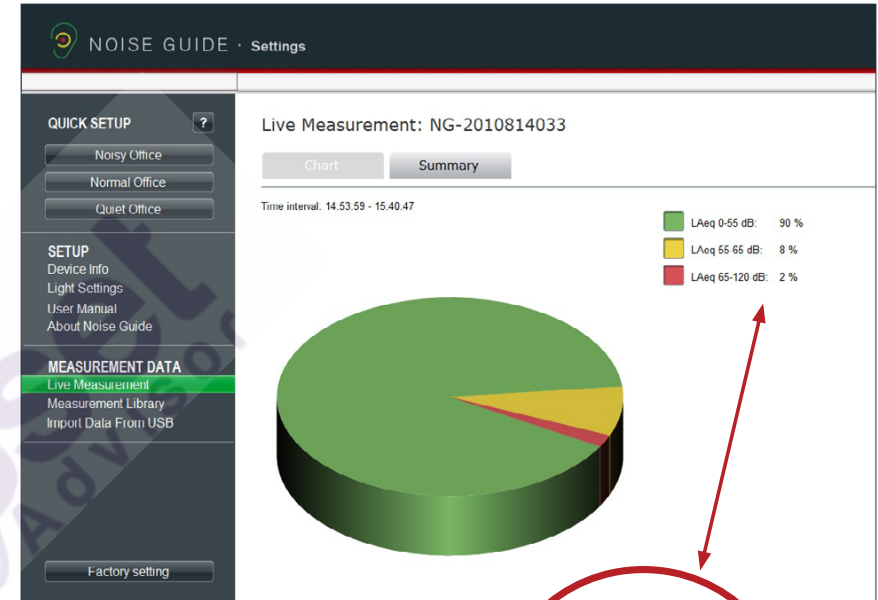 NOISE GUIDE · Settings
QUICK SETUP ?
Noisy Office
Normal Office
Quiet Office
SETUP
Device Info
Light Settings
User Manual
About Noise Guide
MEASUREMENT DATA
Live Measurement
Measurement Library
Import Data From USB
Factory setting
Live Measurement: NG-2010814033
Chart Summary
Time interval: 14.53.59 - 15.40.47
LAeq 0-55 dB: 90 %
LAeq 55-65 dB: 8 %
LAeq 65-120 dB: 2 %
Advisor